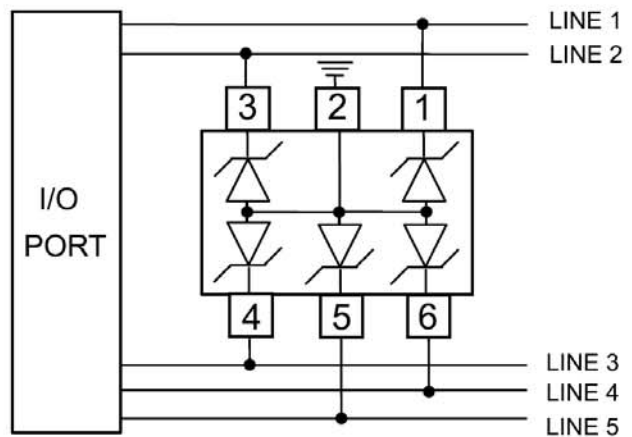 LINE 1
LINE 2
3 2 1
I/O
PORT
4 5 6
LINE 3
LINE 4
LINE 5